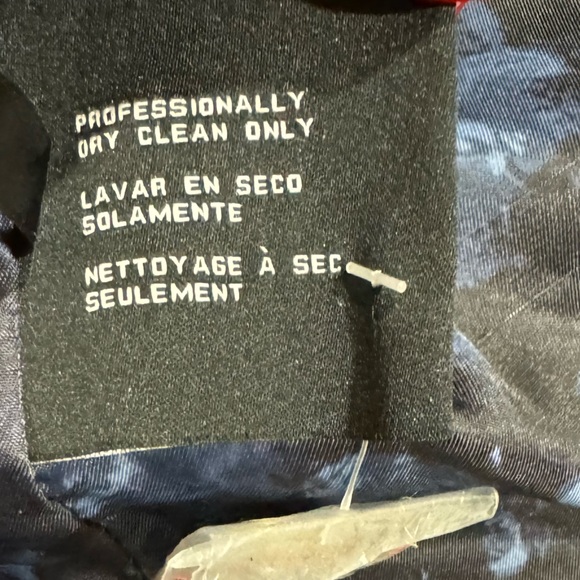 PROFESSIONALLY
DRY CLEAN ONLY
LAVAR EN SECO
SOLAMENTE
NETTOYAGE À SEC
SEULEMENT